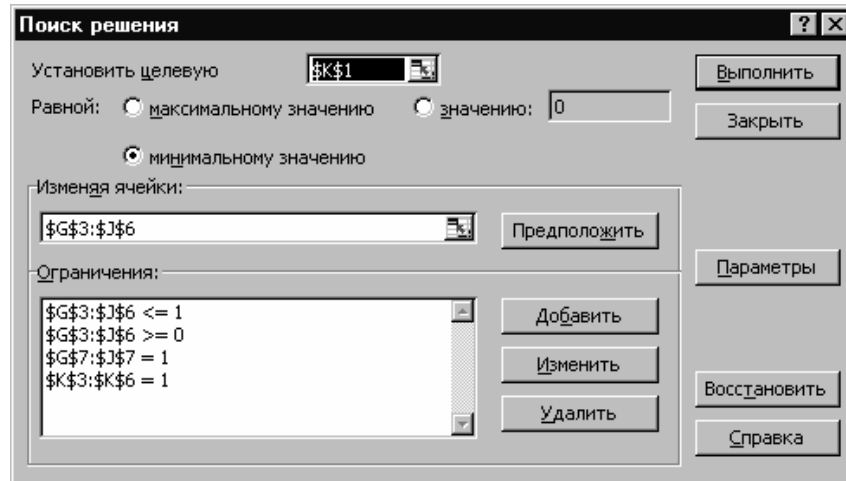 Поиск решения
Установить целевую $K$1 Выполнить
Равной: максимальному значению значению: 0 Закрыть
минимальному значению
Изменяя ячейки:
$G$3:$J$6 Предположить
Ограничения: Параметры
$G$3:$J$6 <= 1 Добавить
$G$3:$J$6 >= 0
$G$7:$J$7 = 1
$K$3:$K$6 = 1
Изменить
Восстановить
Удалить
Справка